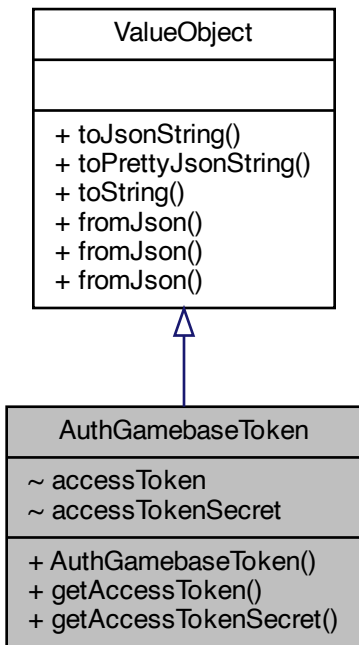 ValueObject
+ toJsonString()
+ toPrettyJsonString()
+ toString()
+ fromJson()
+ fromJson()
+ fromJson()
AuthGamebaseToken
~ accessToken
~ accessTokenSecret
+ AuthGamebaseToken()
+ getAccessToken()
+ getAccessTokenSecret()